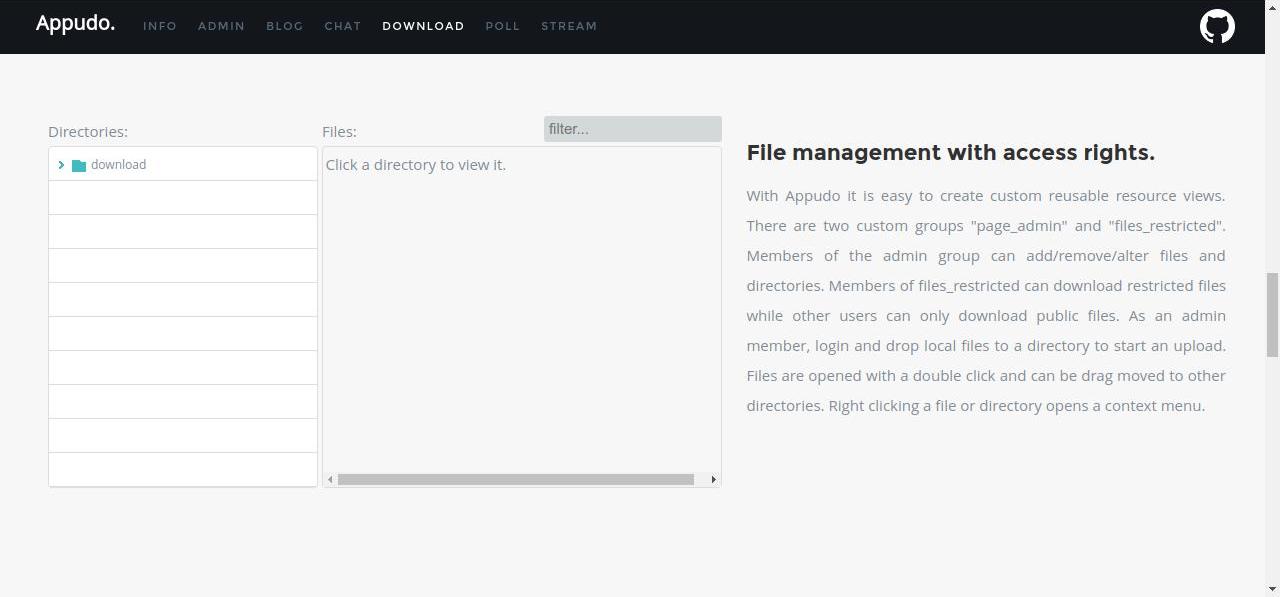 Appudo. INFO ADMIN BLOG CHAT DOWNLOAD POLL STREAM
Directories:
download
Files:
filter...
Click a directory to view it.
File management with access rights.
With Appudo it is easy to create custom reusable resource views.
There are two custom groups "page_admin" and "files_restricted".
Members of the admin group can add/remove/alter files and
directories. Members of files_restricted can download restricted files
while other users can only download public files. As an admin
member, login and drop local files to a directory to start an upload.
Files are opened with a double click and can be drag moved to other
directories. Right clicking a file or directory opens a context menu.